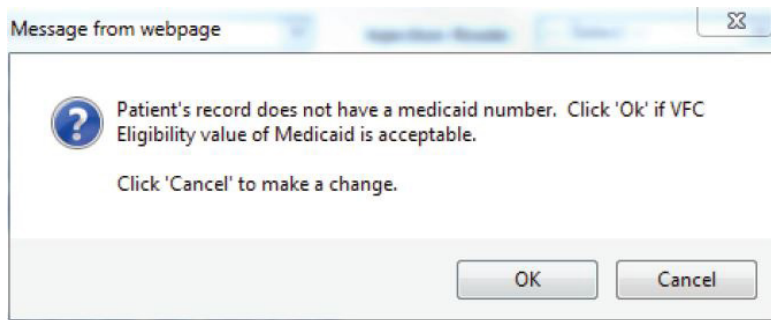 Message from webpage
Patient's record does not have a medicaid number. Click 'Ok' if VFC
Eligibility value of Medicaid is acceptable.
Click 'Cancel' to make a change.
OK Cancel